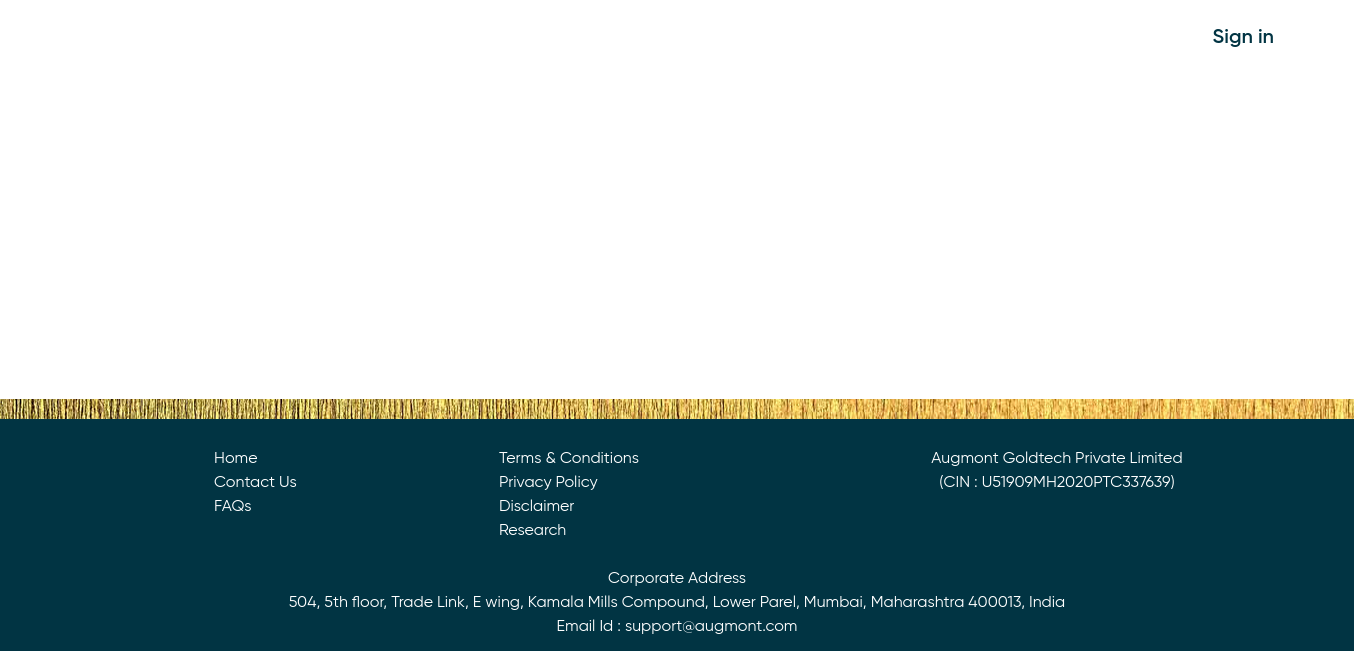 Sign in
Home
Contact Us
FAQs
Terms & Conditions
Privacy Policy
Disclaimer
Research
Augmont Goldtech Private Limited
(CIN : U51909MH2020PTC337639)
Corporate Address
504, 5th floor, Trade Link, E wing, Kamala Mills Compound, Lower Parel, Mumbai, Maharashtra 400013, India
Email Id : support@augmont.com